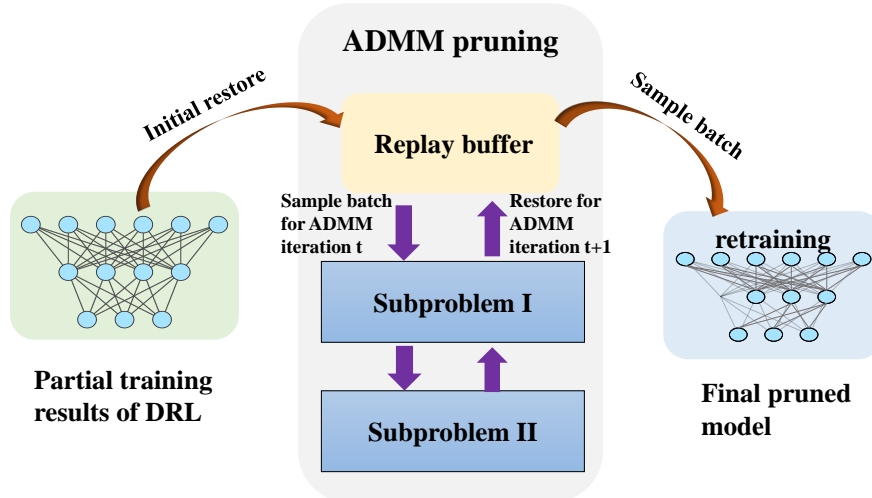 ADMM pruning
Initial restore
Sample batch
Replay buffer
Sample batch
for ADMM
iteration t
Restore for
ADMM
iteration t+1
retraining
Subproblem I
Partial training
results of DRL
Final pruned
model
Subproblem II